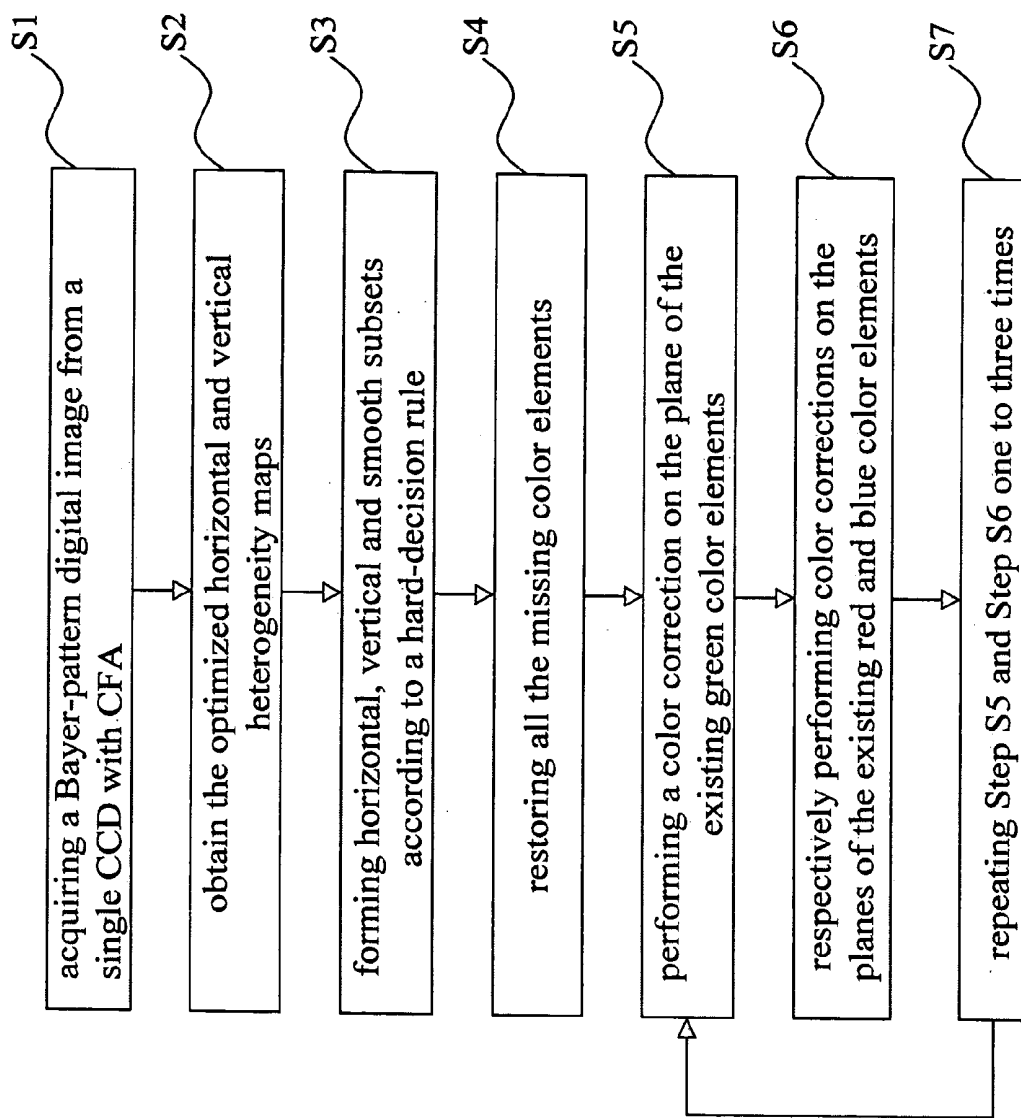 acquiring a Bayer-pattern digital image from a
single CCD with CFA
S1
obtain the optimized horizontal and vertical
heterogeneity maps
S2
forming horizontal, vertical and smooth subsets
according to a hard-decision rule
S3
restoring all the missing color elements
S4
performing a color correction on the plane of the
existing green color elements
S5
respectively performing color corrections on the
planes of the existing red and blue color elements
S6
repeating Step S5 and Step S6 one to three times
S7